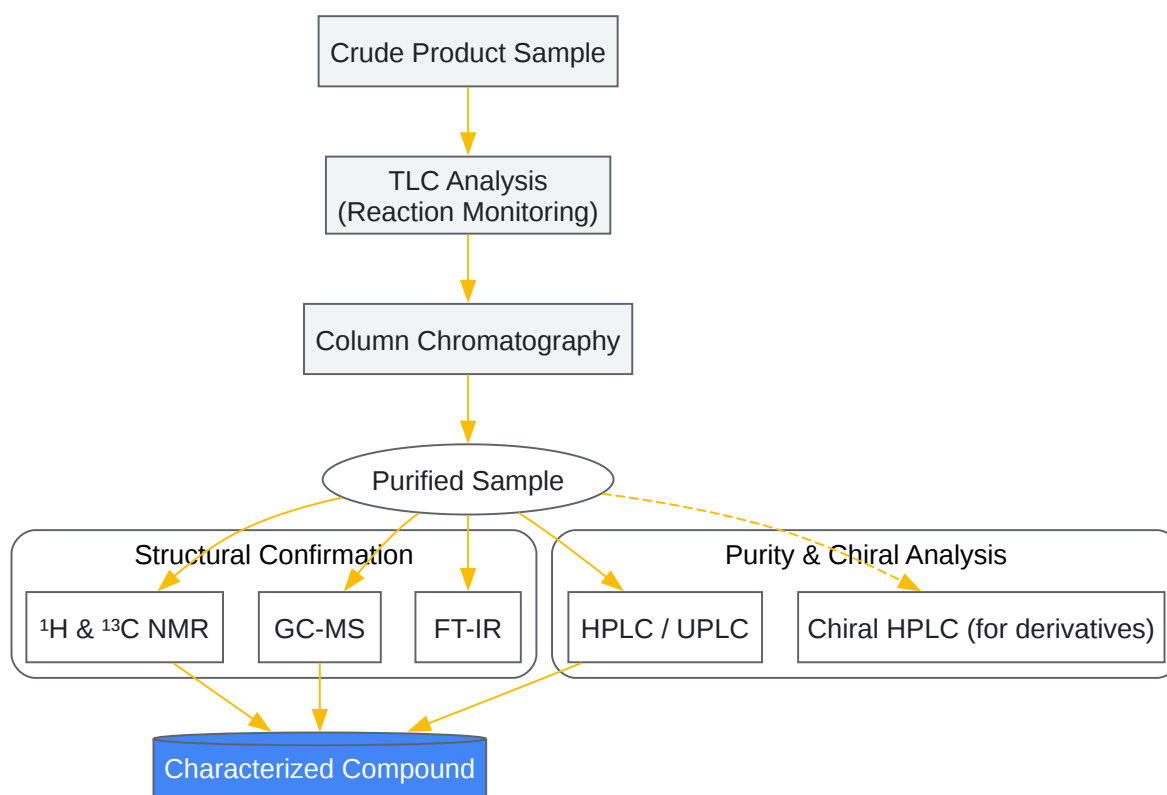 Crude Product Sample
TLC Analysis
(Reaction Monitoring)
Column Chromatography
Purified Sample
Structural Confirmation
Purity & Chiral Analysis
¹H & ¹³C NMR
GC-MS
FT-IR
HPLC / UPLC
Chiral HPLC (for derivatives)
Characterized Compound